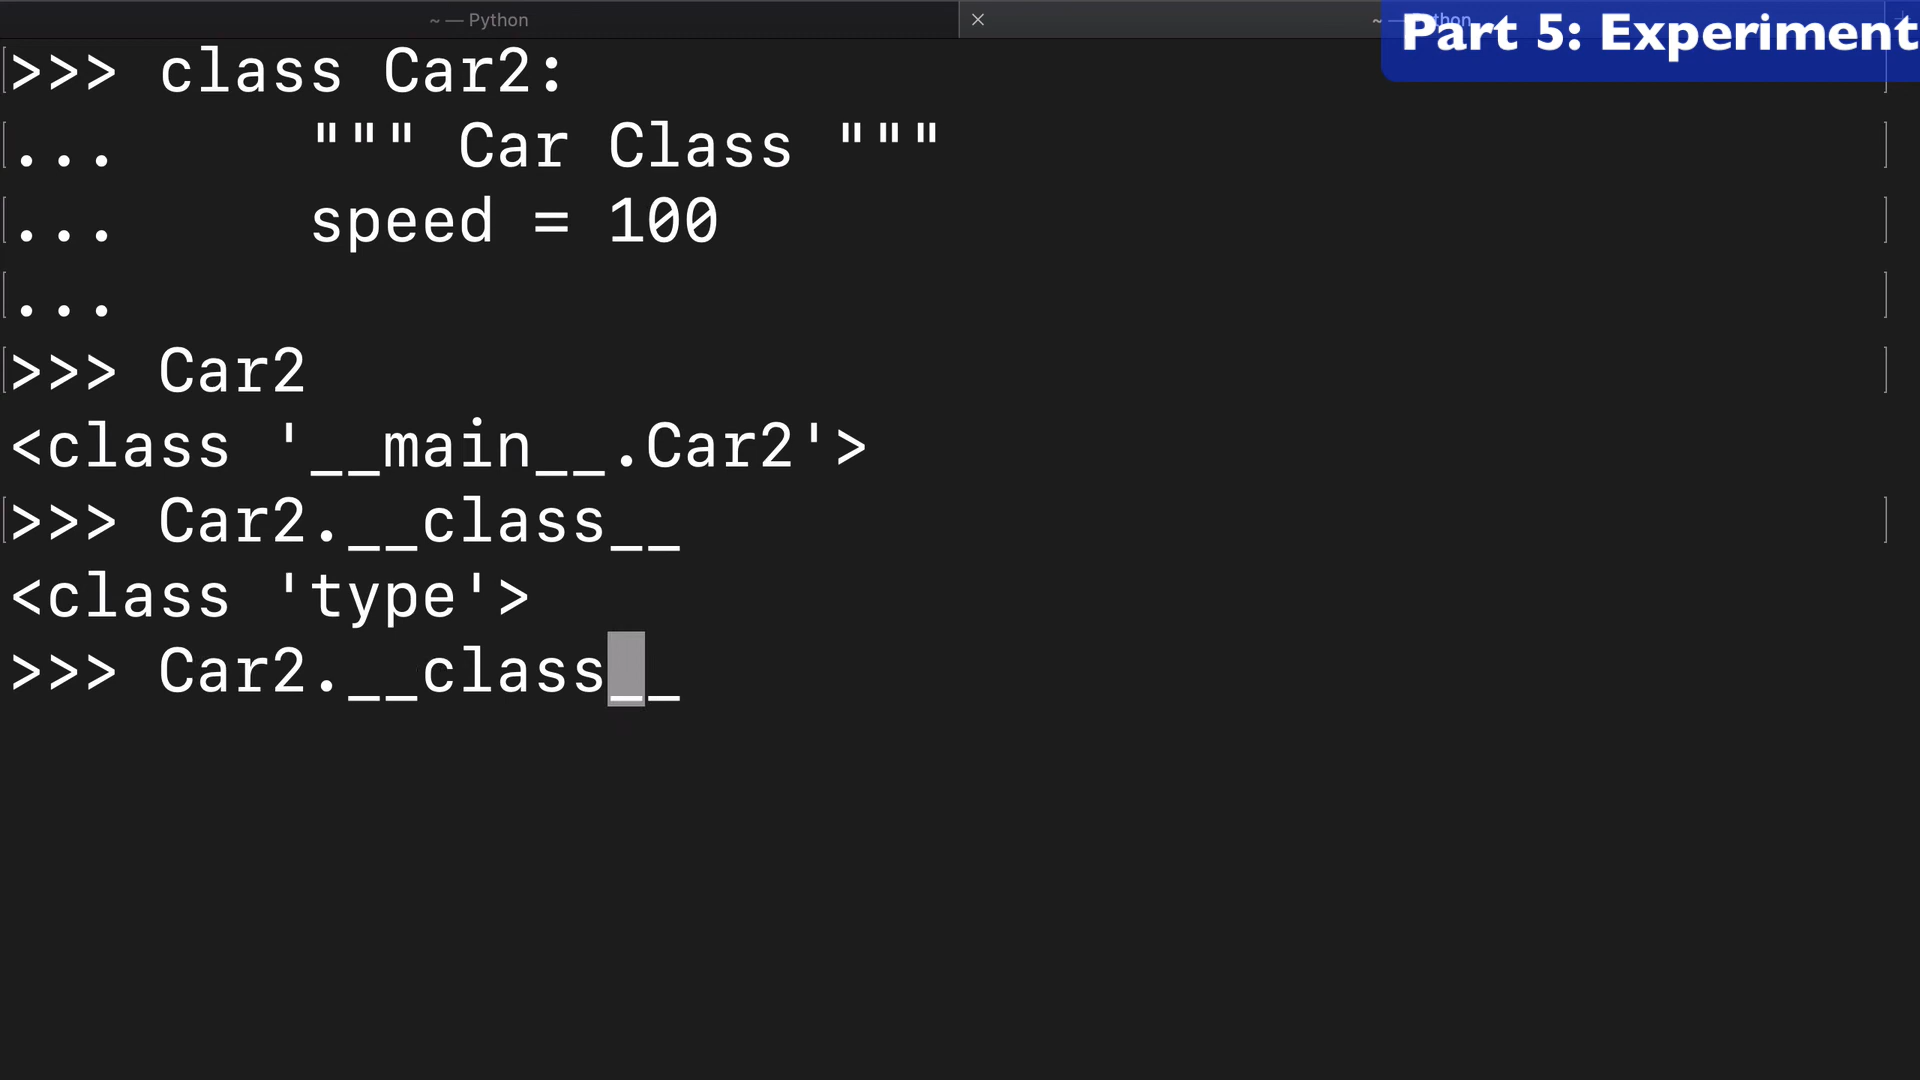 ~ — Python
~ — Python
Part 5: Experiment
>>> class Car2:
...     """ Car Class """
...     speed = 100
...
>>> Car2
<class '__main__.Car2'>
>>> Car2.__class__
<class 'type'>
>>> Car2.__class__